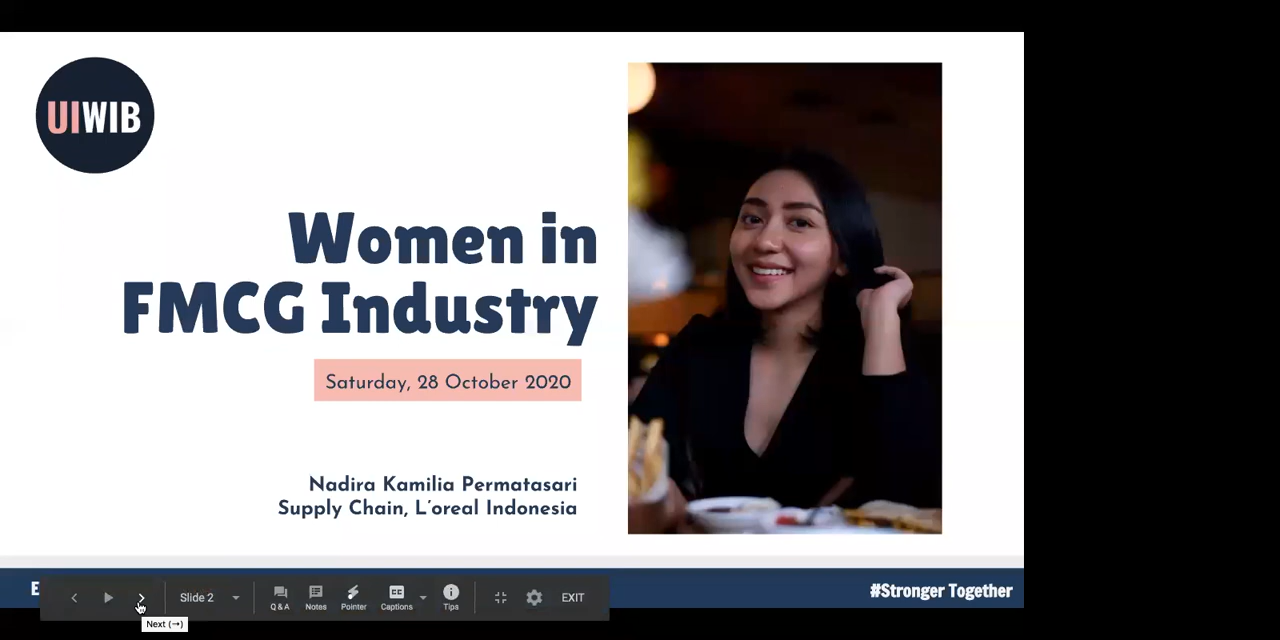 UIWIB
Women in
FMCG Industry
Saturday, 28 October 2020
Nadira Kamilia Permatasari
Supply Chain, L'oreal Indonesia
#Stronger Together
Slide 2
Q & A
Notes
Pointer
CC
Captions
Tips
EXIT
Next (→)